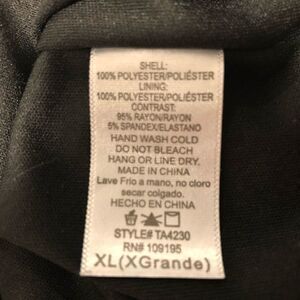 SHELL:
100% POLYESTER/POLIÉSTER
LINING:
100% POLYESTER/POLIÉSTER
CONTRAST:
95% RAYON/RAYON
5% SPANDEX/ELASTANO
HAND WASH COLD
DO NOT BLEACH
HANG OR LINE DRY.
MADE IN CHINA
Lave Frio a mano, no cloro
secar colgado.
HECHO EN CHINA
STYLE# TA4230
RN# 109195
XL(XGrande)